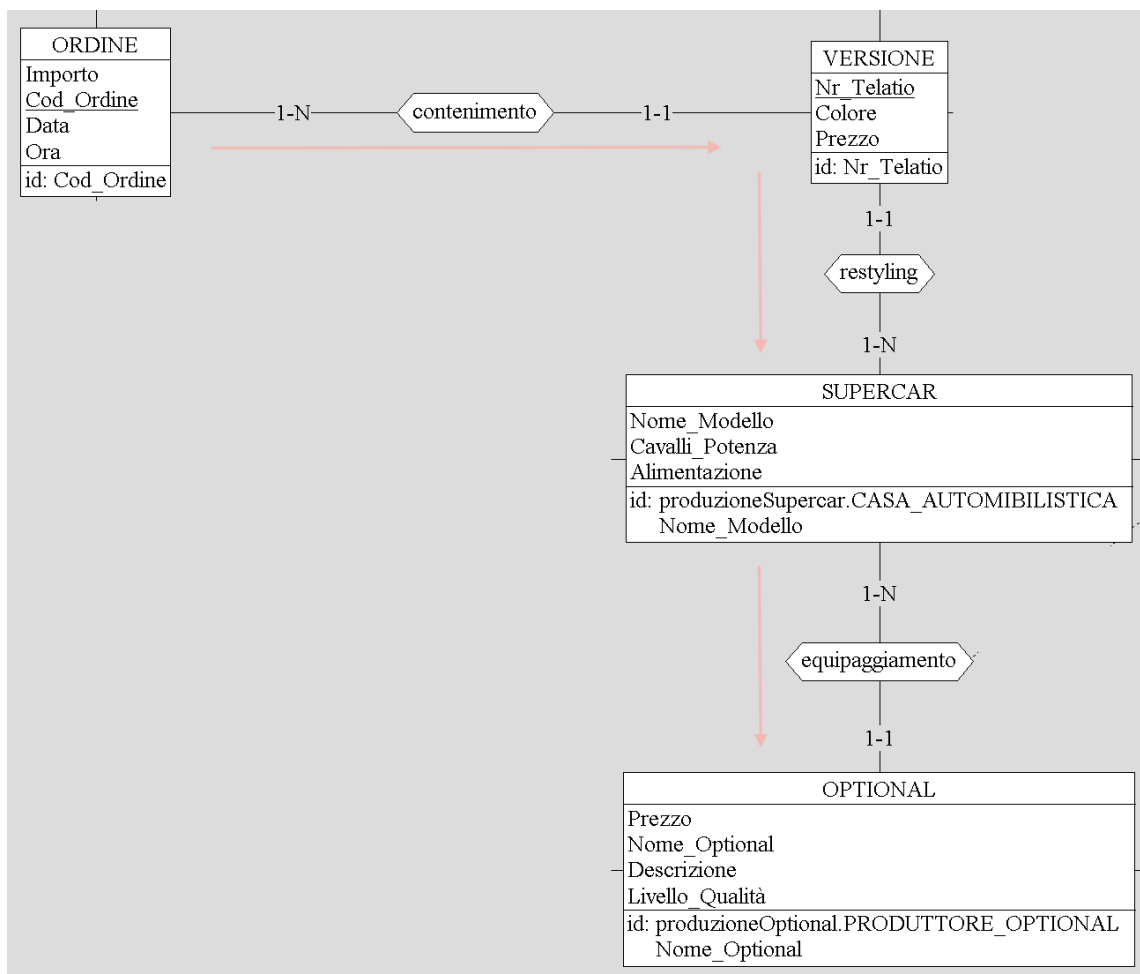 ORDINE
Importo
Cod_Ordine
Data
Ora
id: Cod_Ordine
1-N
contenimento
1-1
VERSIONE
Nr_Telatio
Colore
Prezzo
id: Nr_Telatio
1-1
restyling
1-N
SUPERCAR
Nome_Modello
Cavalli_Potenza
Alimentazione
id: produzioneSupercar.CASA_AUTOMIBILISTICA
Nome_Modello
1-N
equipaggiamento
1-1
OPTIONAL
Prezzo
Nome_Optional
Descrizione
Livello_Qualità
id: produzioneOptional.PRODUTTORE_OPTIONAL
Nome_Optional